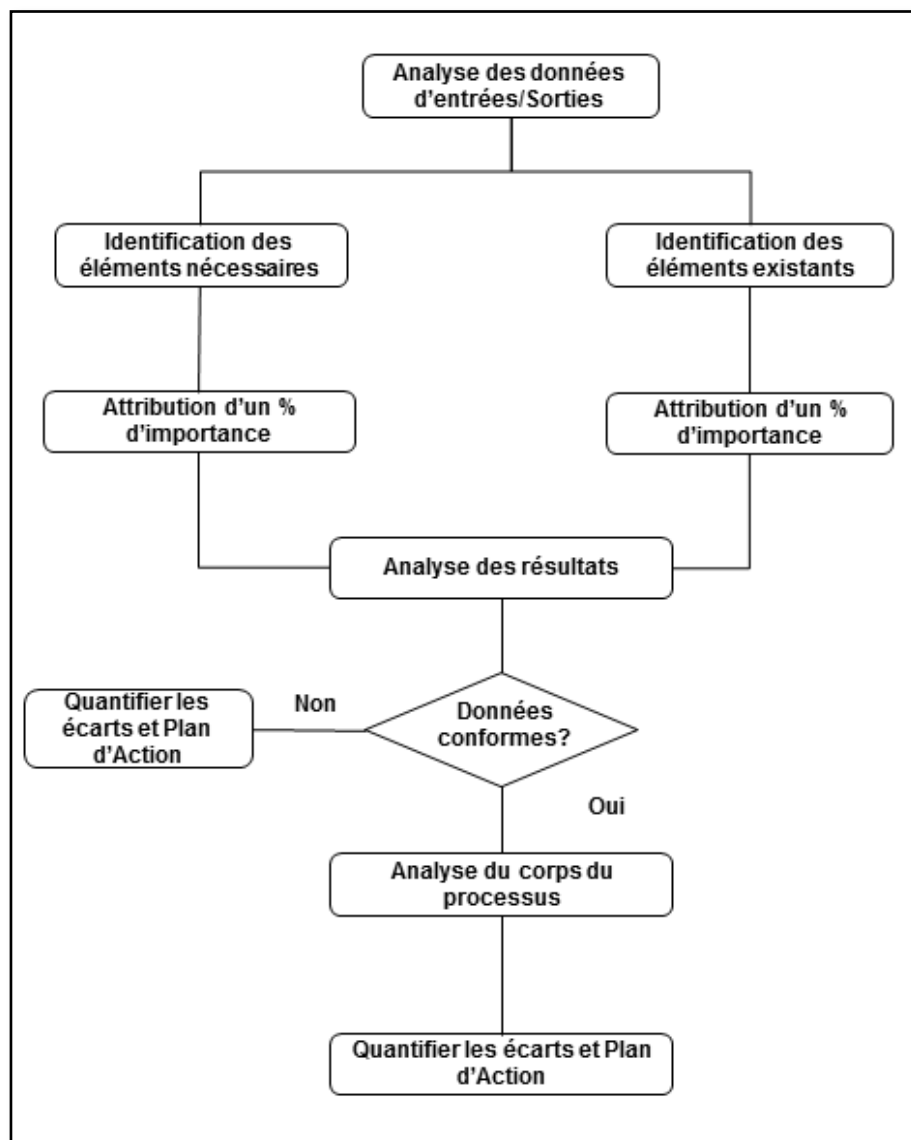 Analyse des données
d'entrées/Sorties
Identification des
éléments nécessaires
Identification des
éléments existants
Attribution d'un %
d'importance
Attribution d'un %
d'importance
Analyse des résultats
Quantifier les
écarts et Plan
d'Action
Non
Données
conformes?
Oui
Analyse du corps du
processus
Quantifier les écarts et Plan
d'Action